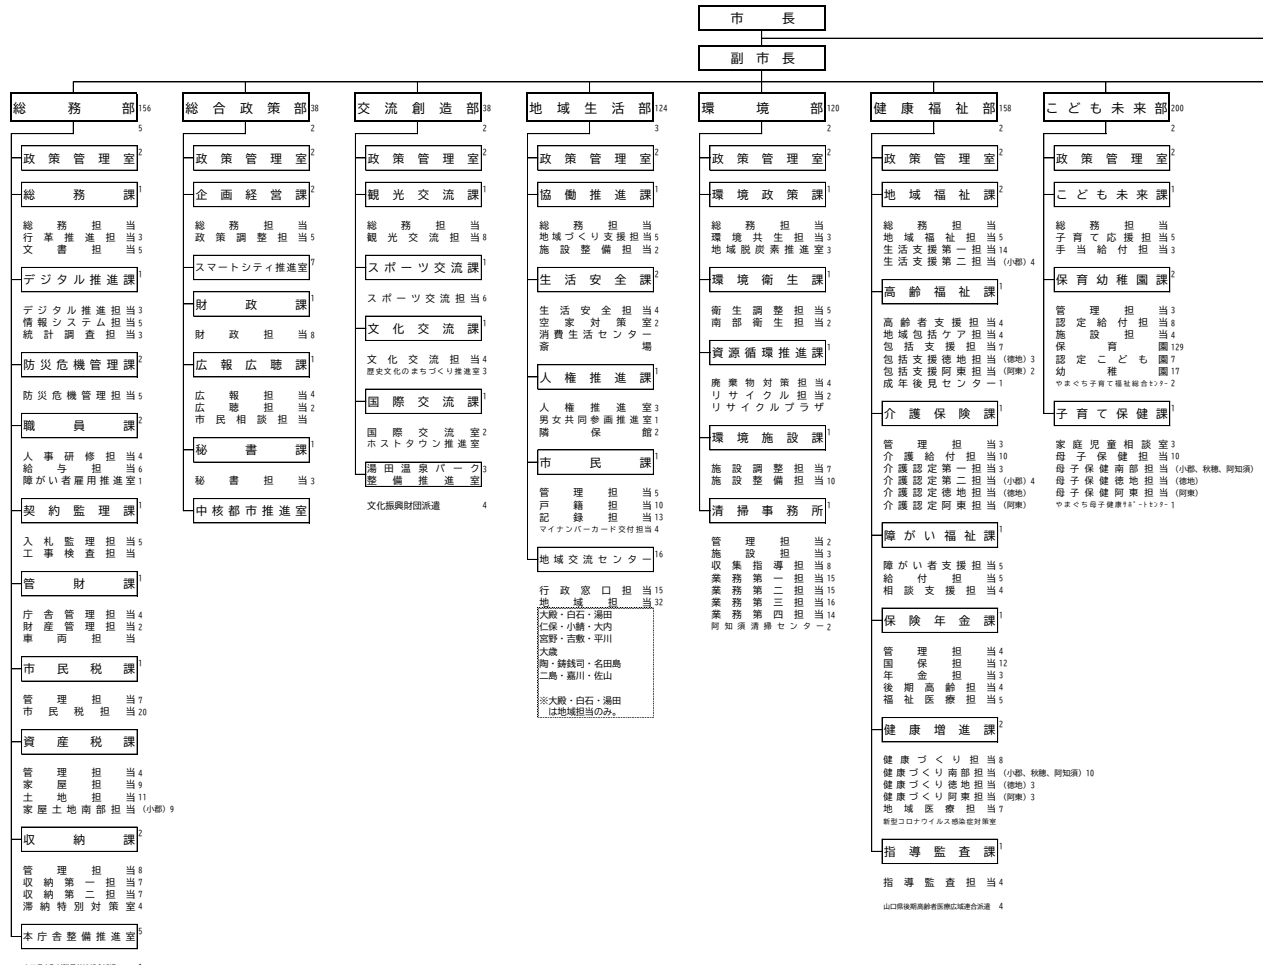 市長
副市長
総務部 156
5
政策管理室 2
総務課 1
総務担当
行革推進担当 3
文書担当 5
デジタル推進課 1
デジタル推進担当 3
情報システム担当 5
統計調査担当 3
防災危機管理課 2
防災危機管理担当 5
職員課 2
人事研修担当 4
給与担当 6
障がい者雇用推進室 1
契約監理課 1
入札監理担当 5
工事検査担当
管財課 1
庁舎管理担当 4
財産管理担当 2
車両担当
市民税課 1
管理担当 7
市民税担当 20
資産税課
管理担当 4
家屋担当 9
土地担当 11
家屋土地南部担当 (小郡) 9
収納課 2
管理担当 8
収納第一担当 7
収納第二担当 7
滞納特別対策室 4
本庁舎整備推進室 5
総合政策部 38
2
政策管理室 2
企画経営課 2
総務担当
政策調整担当 5
スマートシティ推進室 7
財政課 1
財政担当 8
広報広聴課 1
広報担当 4
広聴担当 2
市民相談担当
秘書課 1
秘書担当 3
中核都市推進室
交流創造部 38
2
政策管理室 2
観光交流課 1
総務担当
観光交流担当 8
スポーツ交流課 1
スポーツ交流担当 6
文化交流課 1
文化交流担当 4
歴史文化のまちづくり推進室 3
国際交流課 1
国際交流室 2
ホストタウン推進室
湯田温泉パーク 3
整備推進室
文化振興財団派遣 4
地域生活部 124
3
政策管理室 2
協働推進課 1
総務担当
地域づくり支援担当 5
施設整備担当 2
生活安全課 1
生活安全担当 4
空家対策室 2
消費生活センター
斎場
人権推進課 1
人権推進室 3
男女共同参画推進室 1
隣保館 2
市民課 1
管理担当 5
戸籍担当 10
記録担当 13
マイナンバーカード交付担当 4
地域交流センター 16
行政窓口担当 15
地域担当 32
大殿・白石・湯田
仁保・小鯖・大内
宮野・吉敷・平川
大歳
陶・鋳銭司・名田島
二島・嘉川・佐山
※大殿・白石・湯田
は地域担当のみ。
環境部 120
2
政策管理室 2
環境政策課 1
総務担当
環境共生担当 3
地域脱炭素推進室 3
環境衛生課 1
衛生調整担当 5
南部衛生担当 2
資源循環推進課 1
廃棄物対策担当 4
リサイクル担当 2
リサイクルプラザ
環境施設課 1
施設調整担当 7
施設整備担当 10
清掃事務所 1
管理担当 2
施設担当 3
収集指導担当 8
業務第一担当 15
業務第二担当 15
業務第三担当 16
業務第四担当 14
阿知須清掃センター 2
健康福祉部 158
2
政策管理室 2
地域福祉課 2
総務担当
地域福祉担当 5
生活支援第一担当 14
生活支援第二担当 (小郡) 4
高齢福祉課 1
高齢者支援担当 4
地域包括ケア担当 4
包括支援担当 7
包括支援徳地担当 (徳地) 3
包括支援阿東担当 (阿東) 2
成年後見センター 1
介護保険課 1
管理担当 3
介護給付担当 10
介護認定第一担当 3
介護認定第二担当 (小郡) 4
介護認定徳地担当 (徳地)
介護認定阿東担当 (阿東)
障がい福祉課 1
障がい者支援担当 5
給付担当 5
相談支援担当 4
保険年金課 1
管理担当 4
国保担当 12
年金担当 3
後期高齢担当 4
福祉医療担当 5
健康増進課 2
健康づくり担当 8
健康づくり南部担当 (小郡、秋穂、阿知須) 10
健康づくり徳地担当 (徳地) 3
健康づくり阿東担当 (阿東) 3
地域医療担当 7
新型コロナウイルス感染症対策室
指導監査課 1
指導監査担当 4
山口県後期高齢者医療広域連合派遣 4
こども未来部 200
2
政策管理室 2
こども未来課 1
総務担当
子育て応援担当 5
手当給付担当 3
保育幼稚園課 2
管理担当 3
認定給付担当 8
施設担当 4
保育園 129
認定こども園 7
幼稚園 17
やまぐち子育て福祉総合センター 2
子育て保健課 1
家庭児童相談室 3
母子保健担当 10
母子保健南部担当 (小郡、秋穂、阿知須)
母子保健徳地担当 (徳地)
母子保健阿東担当 (阿東)
やまぐち母子健康サポートセンター 1